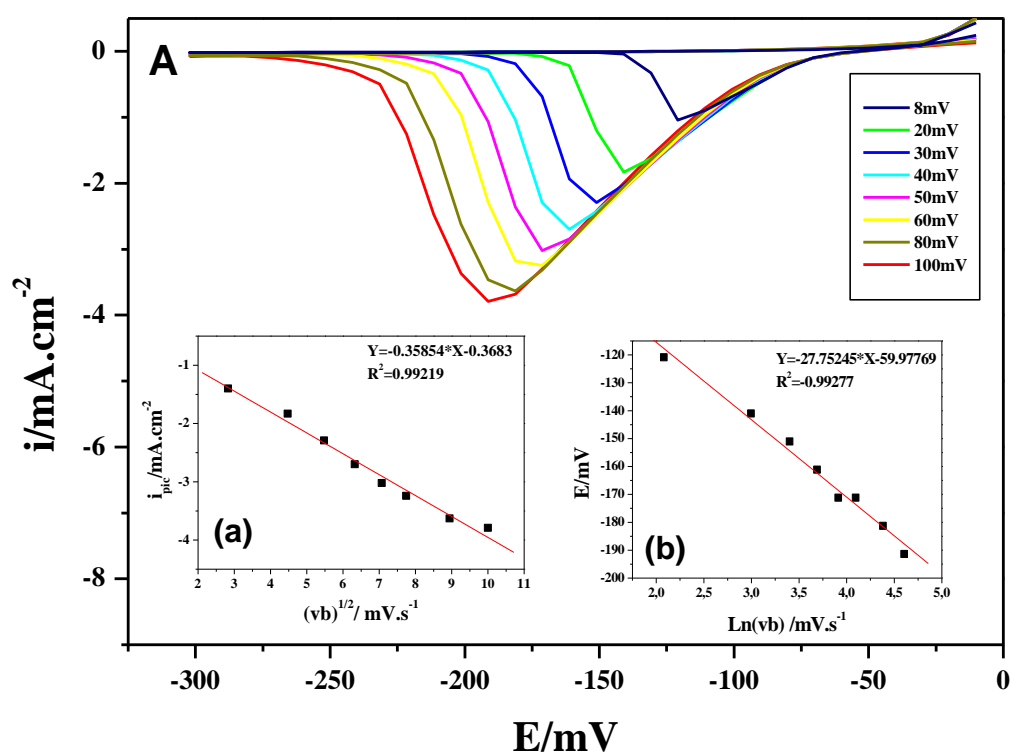 A
i/mA.cm-2
0
-2
-4
-6
-8
-300
-250
-200
-150
-100
-50
0
E/mV
8mV
20mV
30mV
40mV
50mV
60mV
80mV
100mV
Y=-0.35854*X-0.3683
R2=0.99219
ipic/mA.cm-2
-1
-2
-3
-4
(a)
2 3 4 5 6 7 8 9 10 11
(vb)1/2/ mV.s-1
Y=-27.75245*X-59.97769
R2=-0.99277
E/mV
-120
-130
-140
-150
-160
-170
-180
-190
-200
(b)
2,0 2,5 3,0 3,5 4,0 4,5 5,0
Ln(vb) /mV.s-1